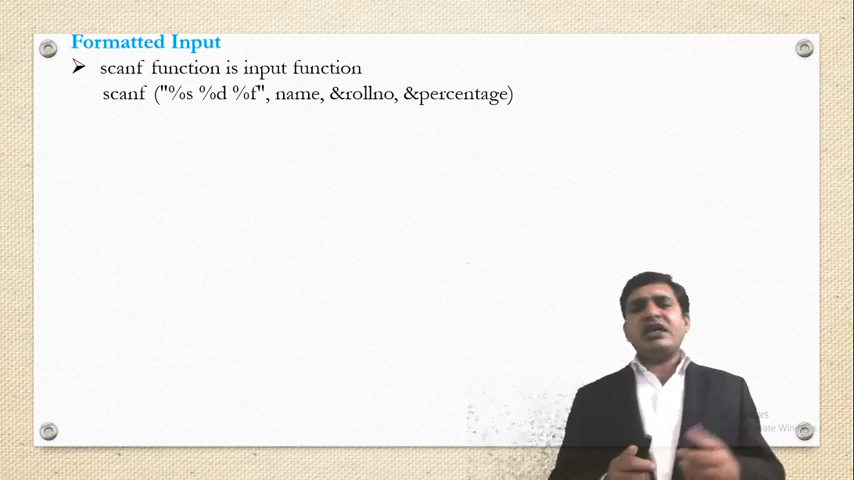 Formatted Input
➢ scanf function is input function
scanf ("%s %d %f", name, &rollno, &percentage)